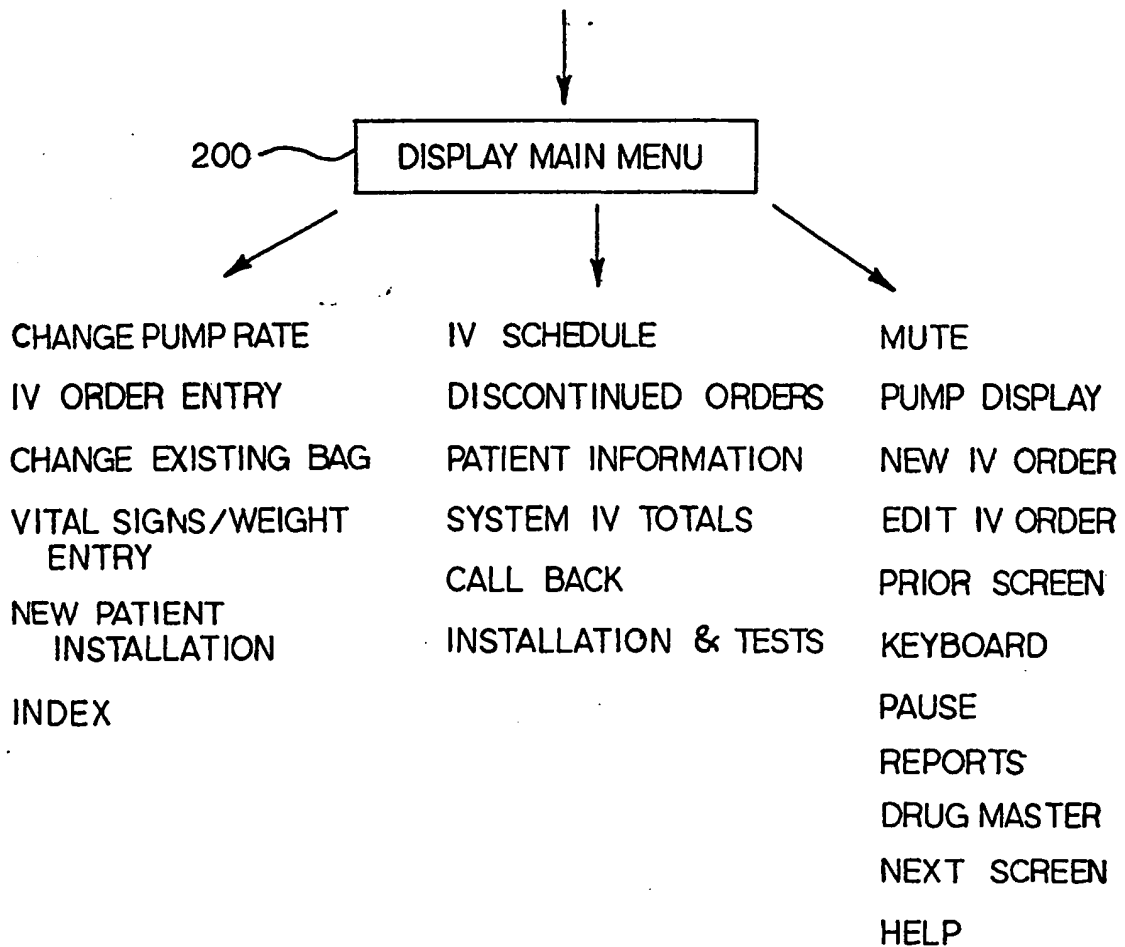 200
DISPLAY MAIN MENU
CHANGE PUMP RATE
IV ORDER ENTRY
CHANGE EXISTING BAG
VITAL SIGNS/WEIGHT
ENTRY
NEW PATIENT
INSTALLATION
INDEX
IV SCHEDULE
DISCONTINUED ORDERS
PATIENT INFORMATION
SYSTEM IV TOTALS
CALL BACK
INSTALLATION & TESTS
MUTE
PUMP DISPLAY
NEW IV ORDER
EDIT IV ORDER
PRIOR SCREEN
KEYBOARD
PAUSE
REPORTS
DRUG MASTER
NEXT SCREEN
HELP